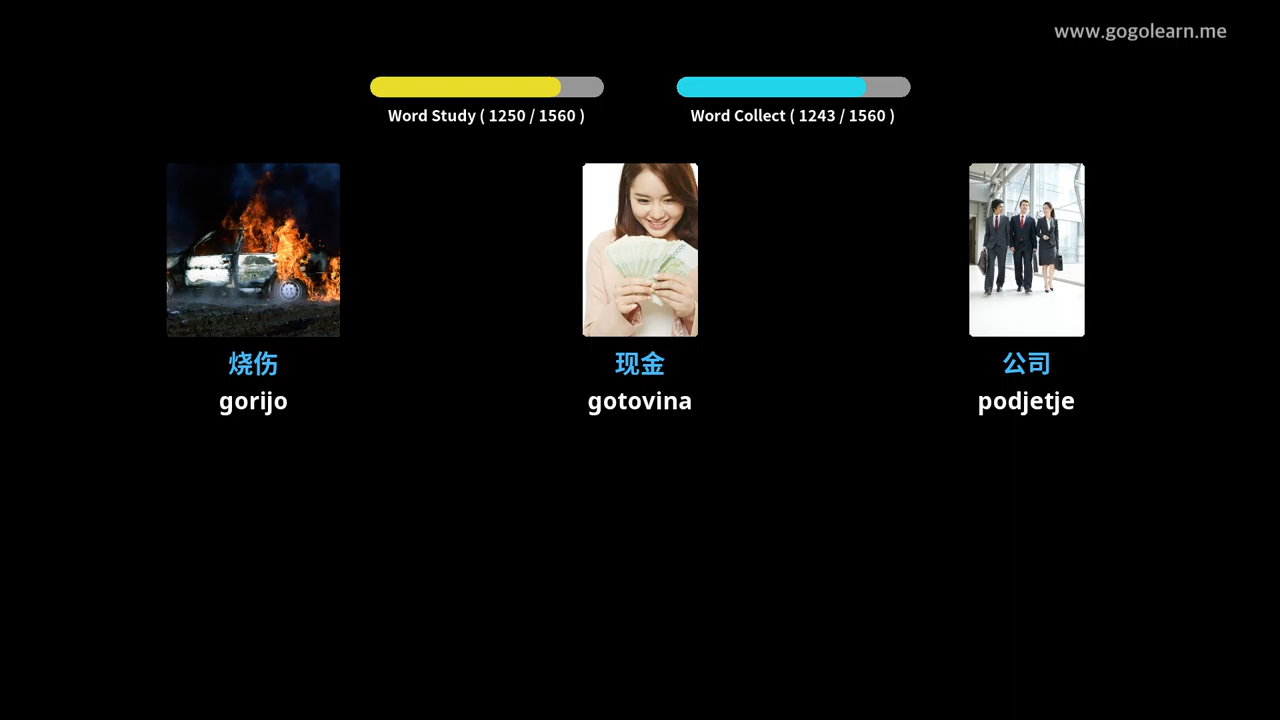 www.gogolearn.me
Word Study ( 1250 / 1560 )
Word Collect ( 1243 / 1560 )
烧伤
现金
公司
gorijo
gotovina
podjetje